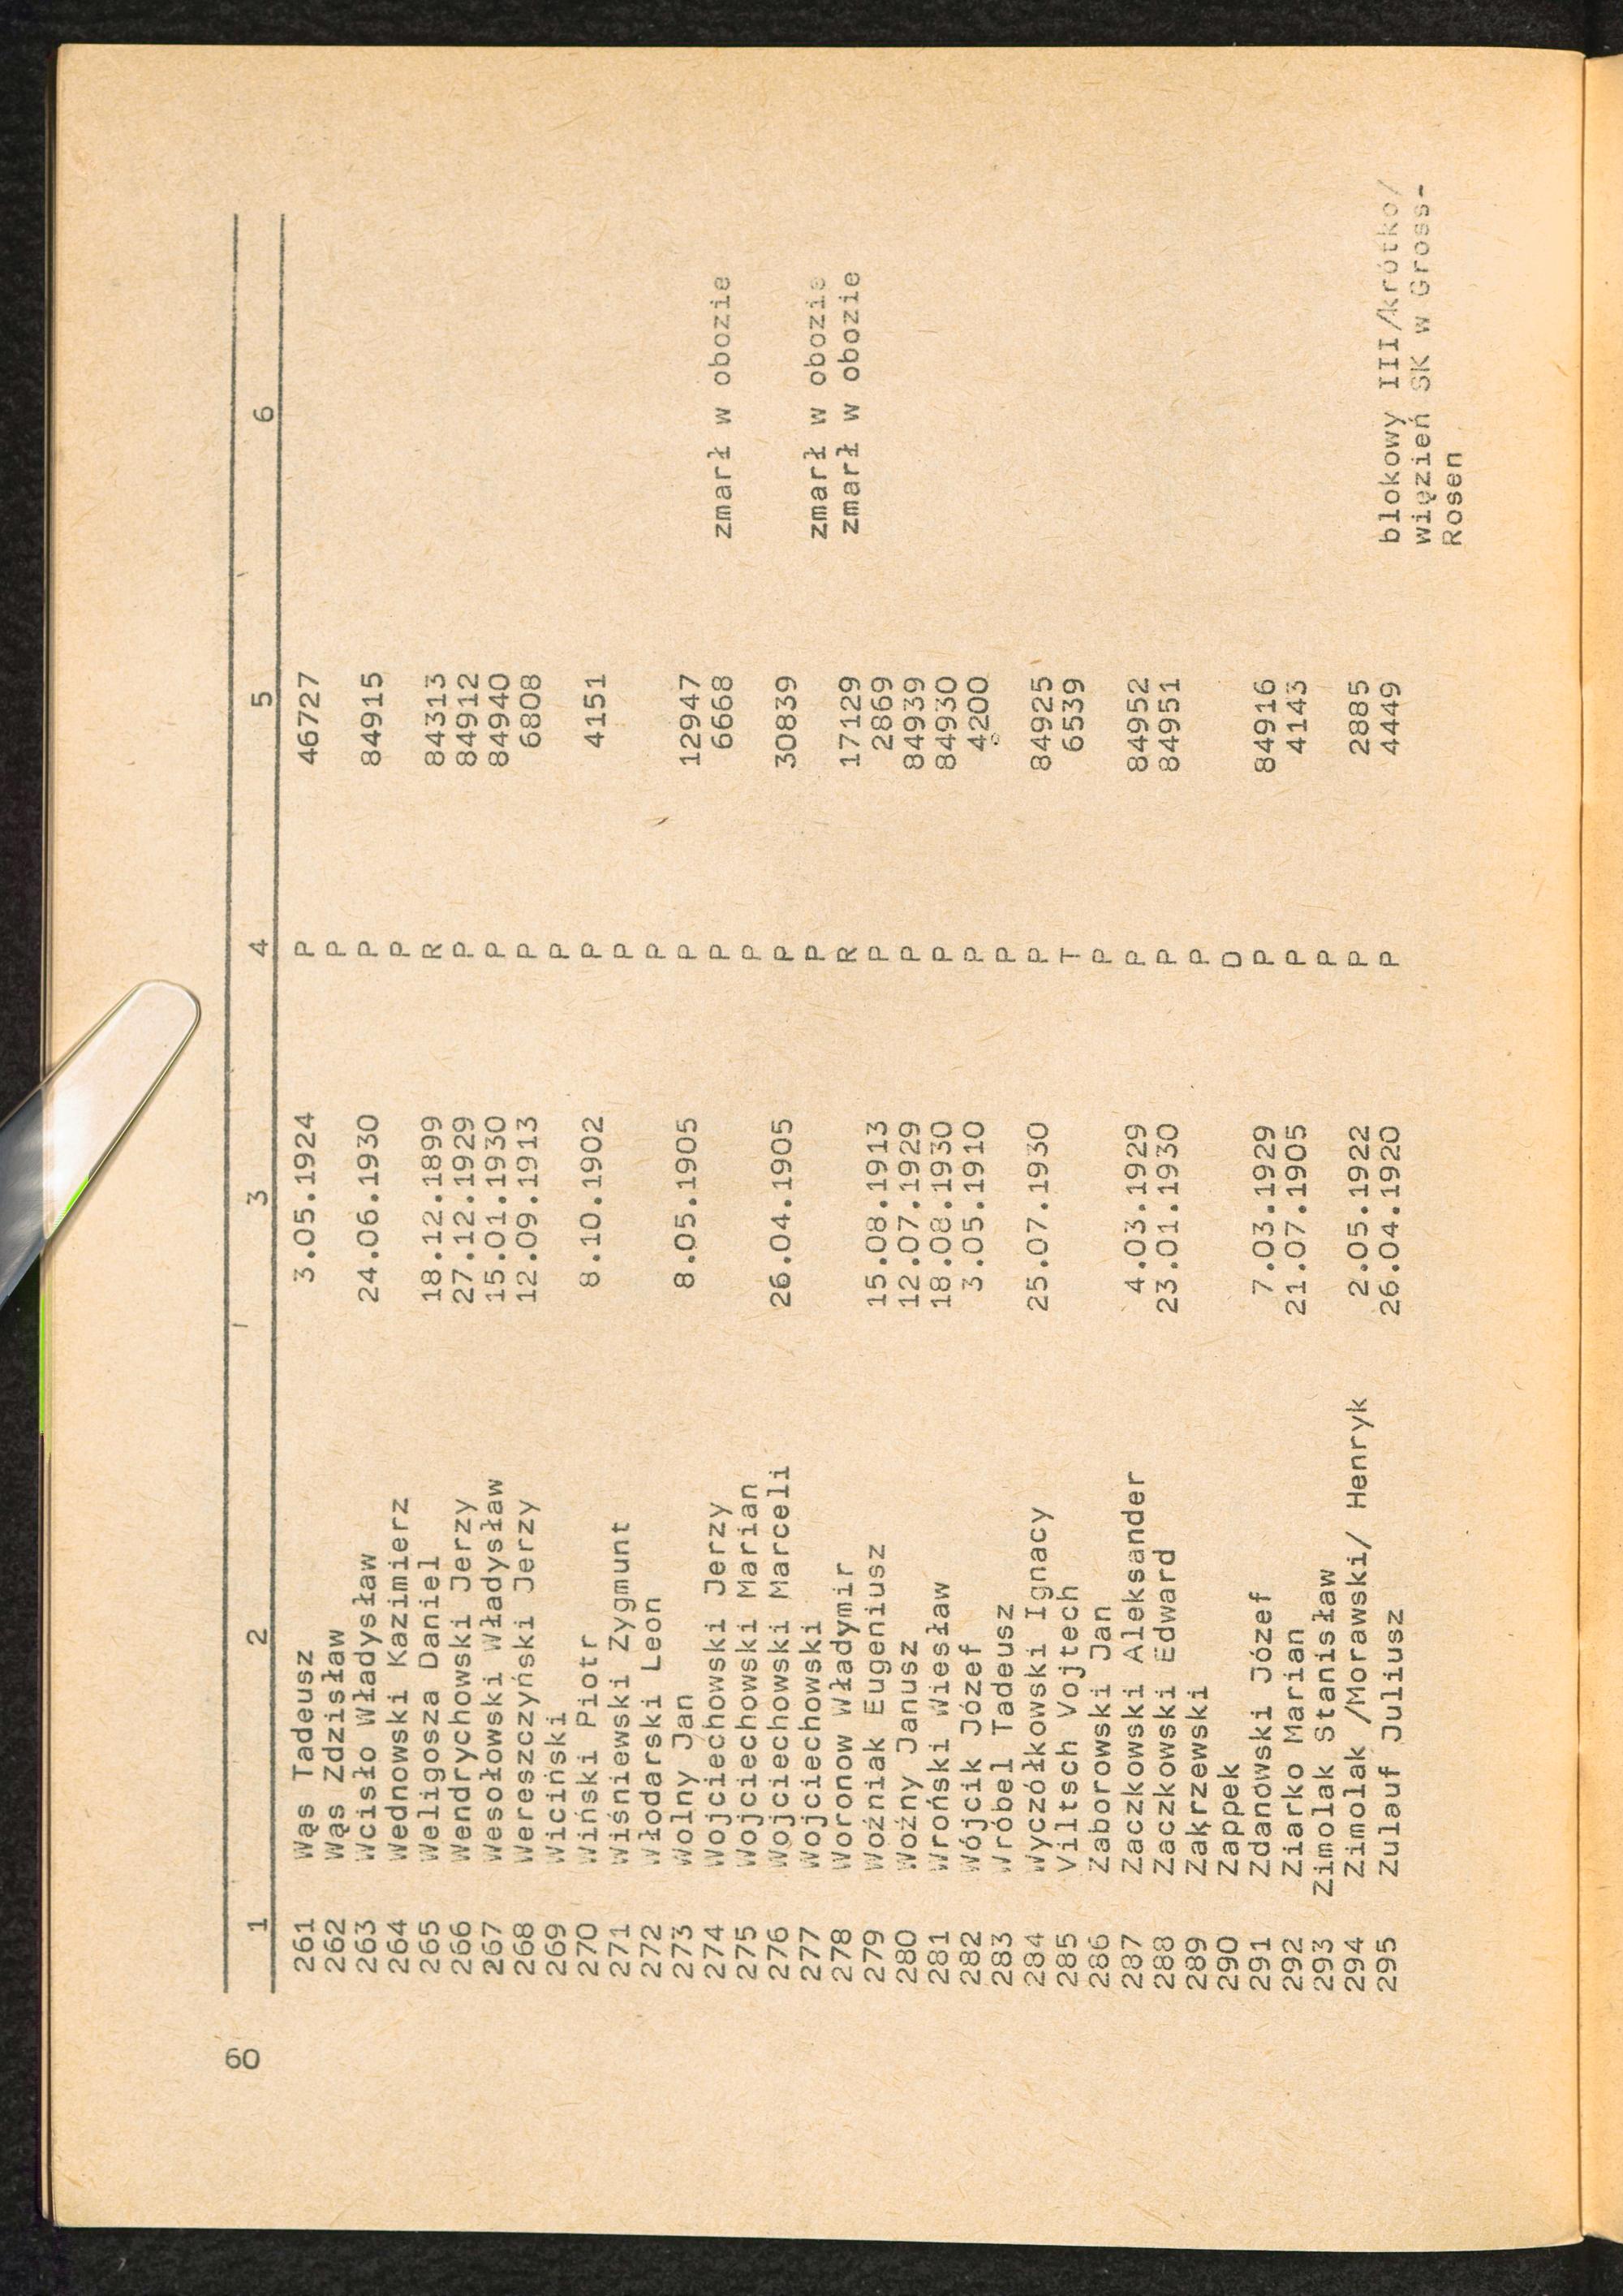 60
1 2 3 4 5 6
261 Wąs Tadeusz 3.05.1924 P 46727
262 Wąs Zdzisław P
263 Wcisło Władysław 24.06.1930 P 84915
264 Wednowski Kazimierz P
265 Weligosza Daniel 18.12.1899 R 84313
266 Wendrychowski Jerzy 27.12.1929 P 84912
267 Wesołowski Władysław 15.01.1930 P 84940
268 Wereszczyński Jerzy 12.09.1913 P 6808
269 Wiciński P
270 Wiński Piotr 8.10.1902 P 4151
271 Wiśniewski Zygmunt P
272 Włodarski Leon P
273 Wolny Jan 8.05.1905 P 12947
274 Wojciechowski Jerzy P 6668 zmarł w obozie
275 Wojciechowski Marian P
276 Wojciechowski Marceli 26.04.1905 P 30839
277 Wojciechowski P zmarł w obozie
278 Woronow Władymir R 17129 zmarł w obozie
279 Woźniak Eugeniusz 15.08.1913 P 2869
280 Woźny Janusz 12.07.1929 P 84939
281 Wroński Wiesław 18.08.1930 P 84930
282 Wójcik Józef 3.05.1910 P 4200
283 Wróbel Tadeusz P
284 Wyczółkowski Ignacy 25.07.1930 P 84925
285 Viltsch Vojtech T 6539
286 Zaborowski Jan P
287 Zaczkowski Aleksander 4.03.1929 P 84952
288 Zaczkowski Edward 23.01.1930 P 84951
289 Zakrzewski P
290 Zappek D
291 Zdanowski Józef 7.03.1929 P 84916
292 Ziarko Marian 21.07.1905 P 4143
293 Zimolak Stanisław P
294 Zimolak /Morawski/ Henryk 2.05.1922 P 2885
295 Zulauf Juliusz 26.04.1920 P 4449 blokowy III/krótko/
więzień SK w Gross-
Rosen